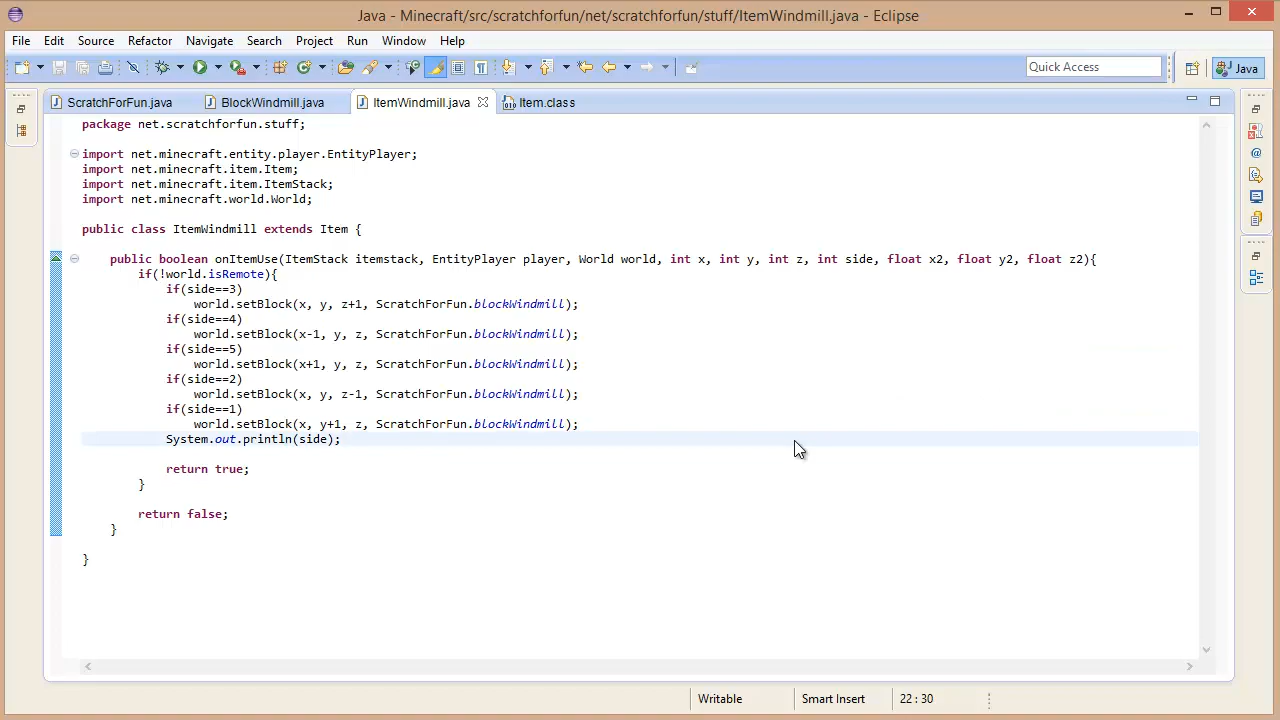 Java - Minecraft/src/scratchforfun/net/scratchforfun/stuff/ItemWindmill.java - Eclipse
File Edit Source Refactor Navigate Search Project Run Window Help
Quick Access
Java
ScratchForFun.java BlockWindmill.java ItemWindmill.java Item.class
package net.scratchforfun.stuff;
import net.minecraft.entity.player.EntityPlayer;
import net.minecraft.item.Item;
import net.minecraft.item.ItemStack;
import net.minecraft.world.World;
public class ItemWindmill extends Item {
public boolean onItemUse(ItemStack itemstack, EntityPlayer player, World world, int x, int y, int z, int side, float x2, float y2, float z2){
if(!world.isRemote){
if(side==3)
world.setBlock(x, y, z+1, ScratchForFun.blockWindmill);
if(side==4)
world.setBlock(x-1, y, z, ScratchForFun.blockWindmill);
if(side==5)
world.setBlock(x+1, y, z, ScratchForFun.blockWindmill);
if(side==2)
world.setBlock(x, y, z-1, ScratchForFun.blockWindmill);
if(side==1)
world.setBlock(x, y+1, z, ScratchForFun.blockWindmill);
System.out.println(side);
return true;
}
return false;
}
}
Writable Smart Insert 22 : 30